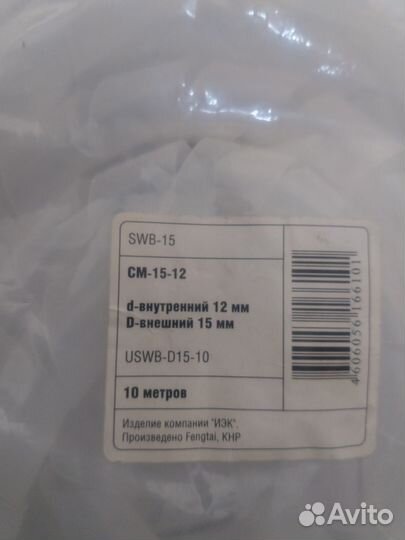 SWB-15
СМ-15-12
d-внутренний 12 мм
D-внешний 15 мм
USWB-D15-10
10 метров
Изделие компании "ИЭК".
Произведено Fengtai, КНР
4606056166101
Avito